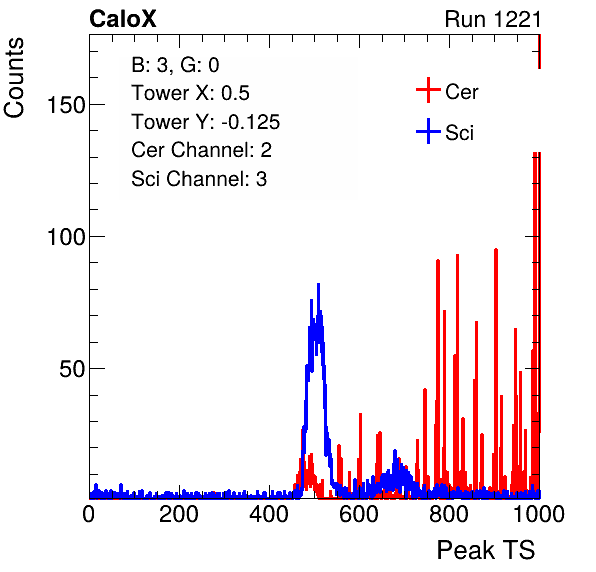 CaloX Run 1221
Counts
B: 3, G: 0
Tower X: 0.5
Tower Y: -0.125
Cer Channel: 2
Sci Channel: 3
Cer
Sci
150
100
50
0 200 400 600 800 1000
Peak TS